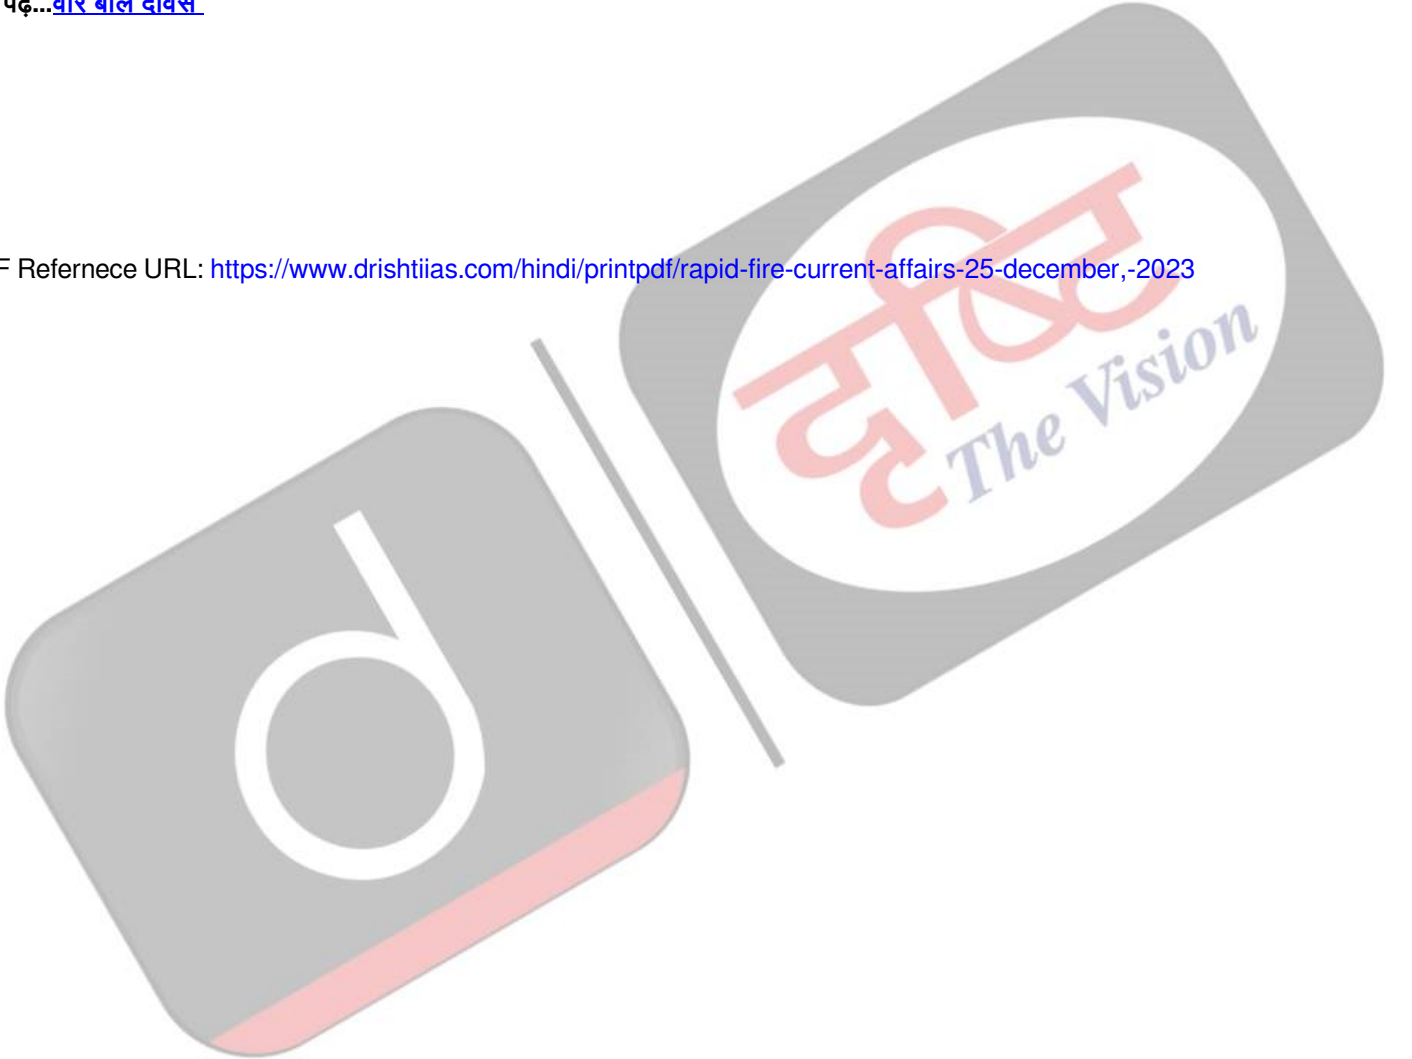 पढ़ें...वीर बाल दिवस
F Refernece URL: https://www.drishtiias.com/hindi/printpdf/rapid-fire-current-affairs-25-december,-2023
दृष्टि
The Vision
d